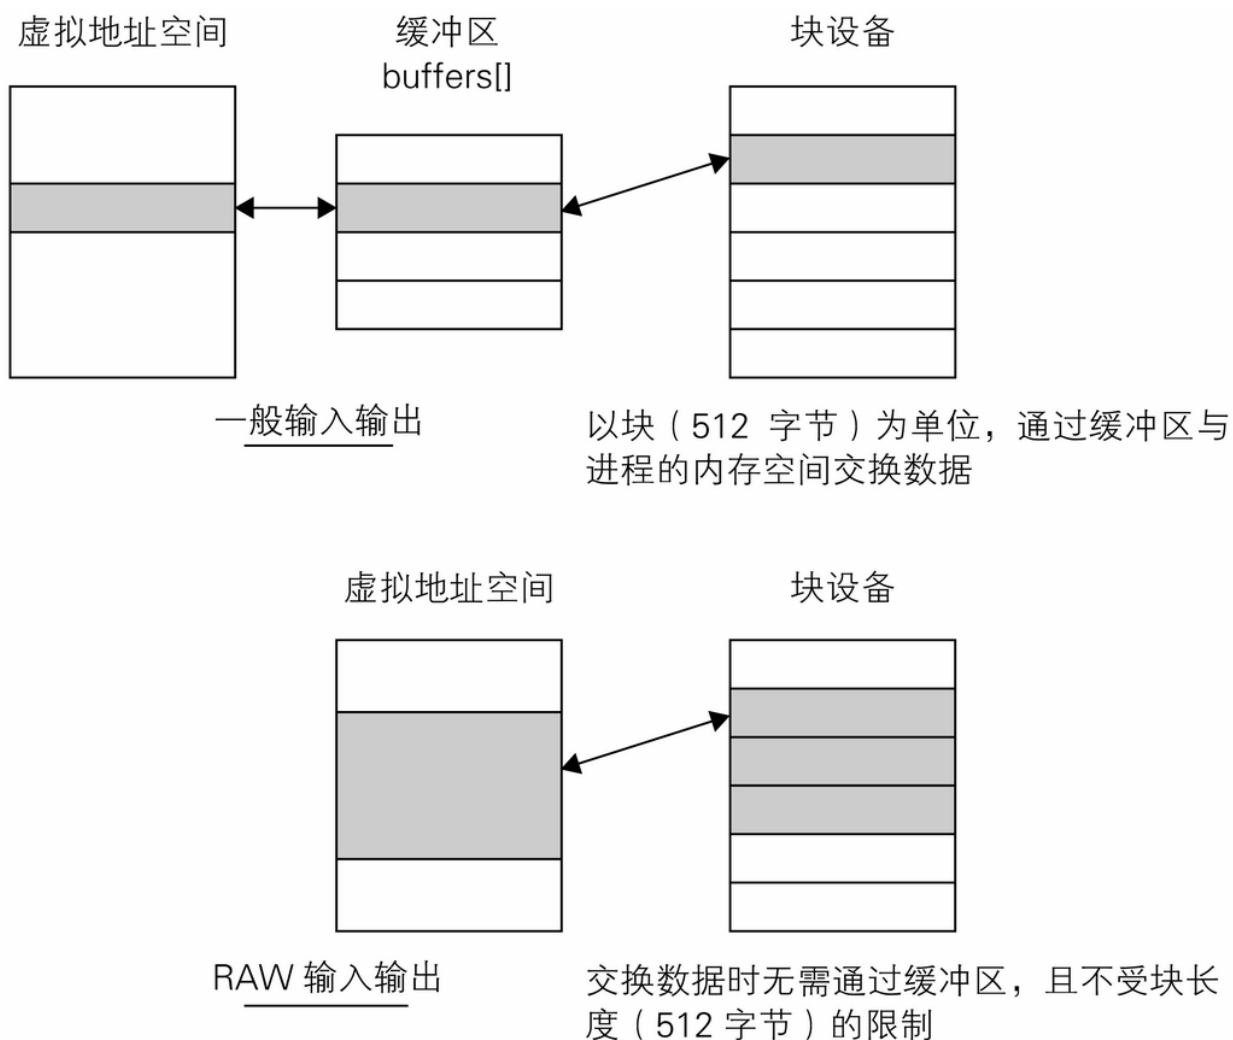 虚拟地址空间
缓冲区
buffers[]
块设备
一般输入输出
以块（512 字节）为单位，通过缓冲区与
进程的内存空间交换数据
虚拟地址空间
块设备
RAW 输入输出
交换数据时无需通过缓冲区，且不受块长
度（512 字节）的限制